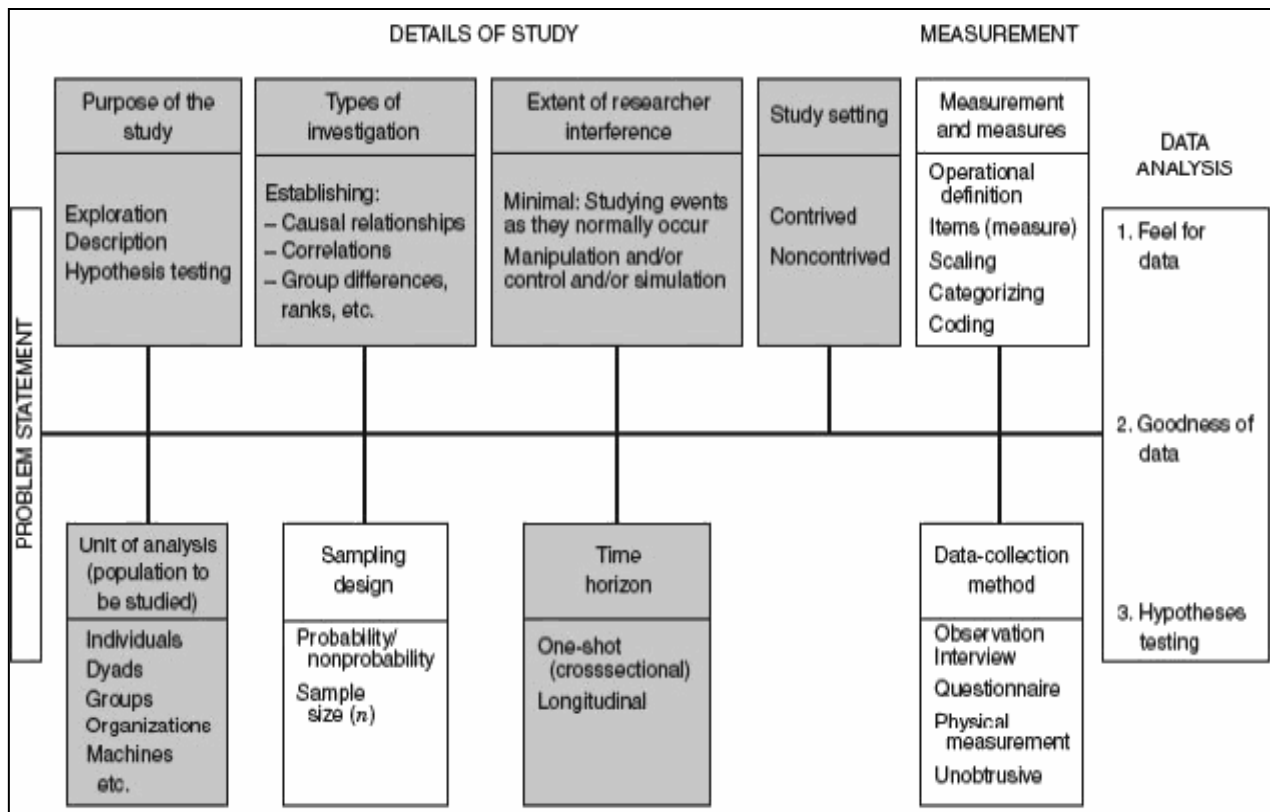 DETAILS OF STUDY
MEASUREMENT
Purpose of the
study
Exploration
Description
Hypothesis testing
Types of
investigation
Establishing:
– Causal relationships
– Correlations
– Group differences,
ranks, etc.
Extent of researcher
interference
Minimal: Studying events
as they normally occur
Manipulation and/or
control and/or simulation
Study setting
Contrived
Noncontrived
Measurement
and measures
Operational
definition
Items (measure)
Scaling
Categorizing
Coding
DATA
ANALYSIS
1. Feel for
data
2. Goodness of
data
3. Hypotheses
testing
PROBLEM STATEMENT
Unit of analysis
(population to
be studied)
Individuals
Dyads
Groups
Organizations
Machines
etc.
Sampling
design
Probability/
nonprobability
Sample
size (n)
Time
horizon
One-shot
(crosssectional)
Longitudinal
Data-collection
method
Observation
Interview
Questionnaire
Physical
measurement
Unobtrusive